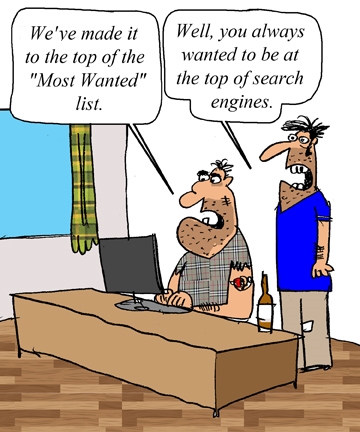 We've made it
to the top of the
"Most Wanted"
list.
Well, you always
wanted to be at
the top of search
engines.